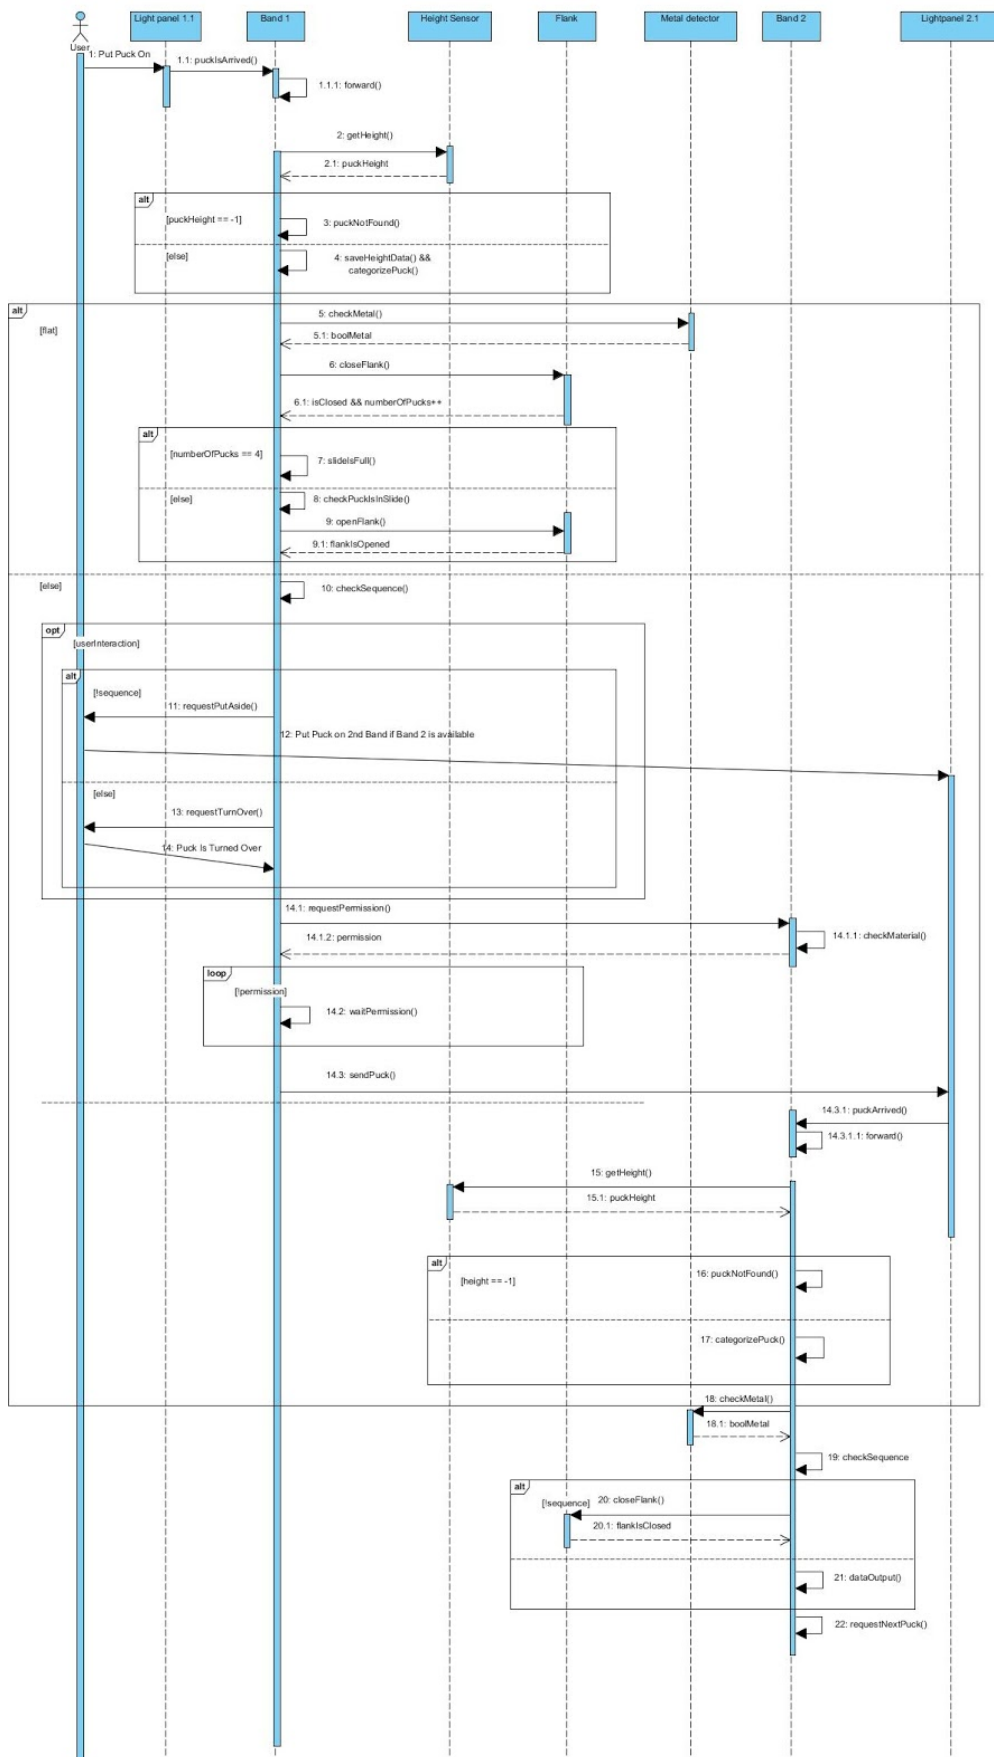 Light panel 1.1
Band 1
Height Sensor
Flank
Metal detector
Band 2
Lightpanel 2.1
User
1: Put Puck On
1.1: puckIsArrived()
1.1.1: forward()
2: getHeight()
2.1: puckHeight
alt
[puckHeight == -1]
3: puckNotFound()
[else]
4: saveHeightData() &&
categorizePuck()
alt
[flat]
5: checkMetal()
5.1: boolMetal
6: closeFlank()
6.1: isClosed && numberOfPucks++
alt
[numberOfPucks == 4]
7: slideIsFull()
[else]
8: checkPuckIsInSlide()
9: openFlank()
9.1: flankIsOpened
[else]
10: checkSequence()
opt
[userInteraction]
alt
[!sequence]
11: requestPutAside()
12: Put Puck on 2nd Band if Band 2 is available
[else]
13: requestTurnOver()
14: Puck Is Turned Over
14.1: requestPermission()
14.1.1: checkMaterial()
14.1.2: permission
loop
[!permission]
14.2: waitPermission()
14.3: sendPuck()
14.3.1: puckArrived()
14.3.1.1: forward()
15: getHeight()
15.1: puckHeight
alt
[height == -1]
16: puckNotFound()
17: categorizePuck()
18: checkMetal()
18.1: boolMetal
19: checkSequence
alt
[!sequence]
20: closeFlank()
20.1: flankIsClosed
21: dataOutput()
22: requestNextPuck()